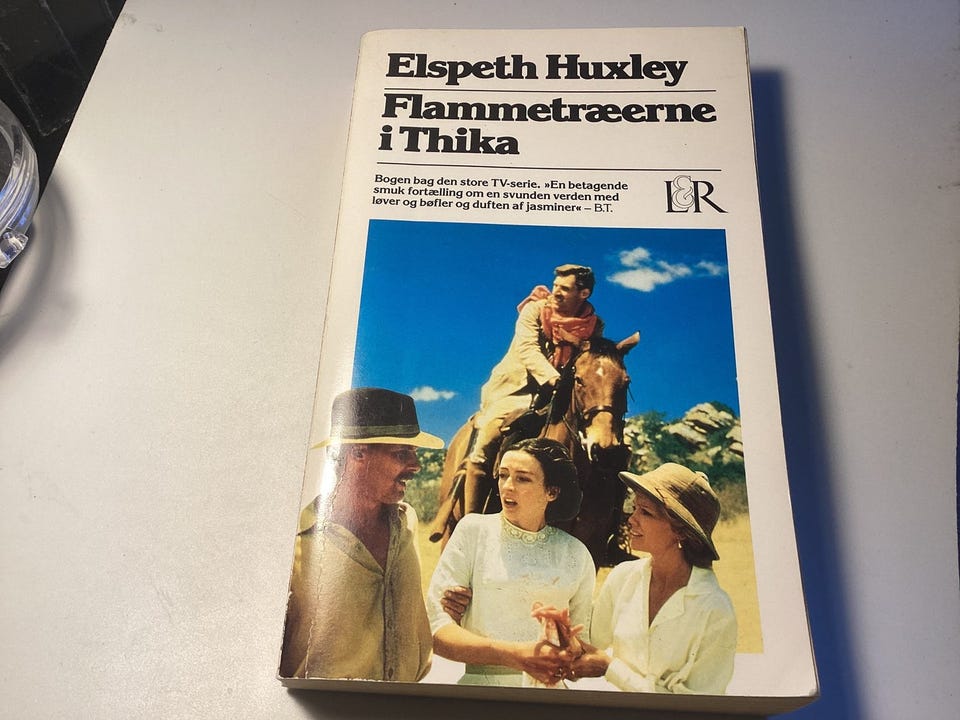 Elspeth Huxley
Flammetræerne
i Thika
Bogen bag den store TV-serie. »En betagende
smuk fortælling om en svunden verden med
løver og bøfler og duften af jasminer« – B.T.
L&R